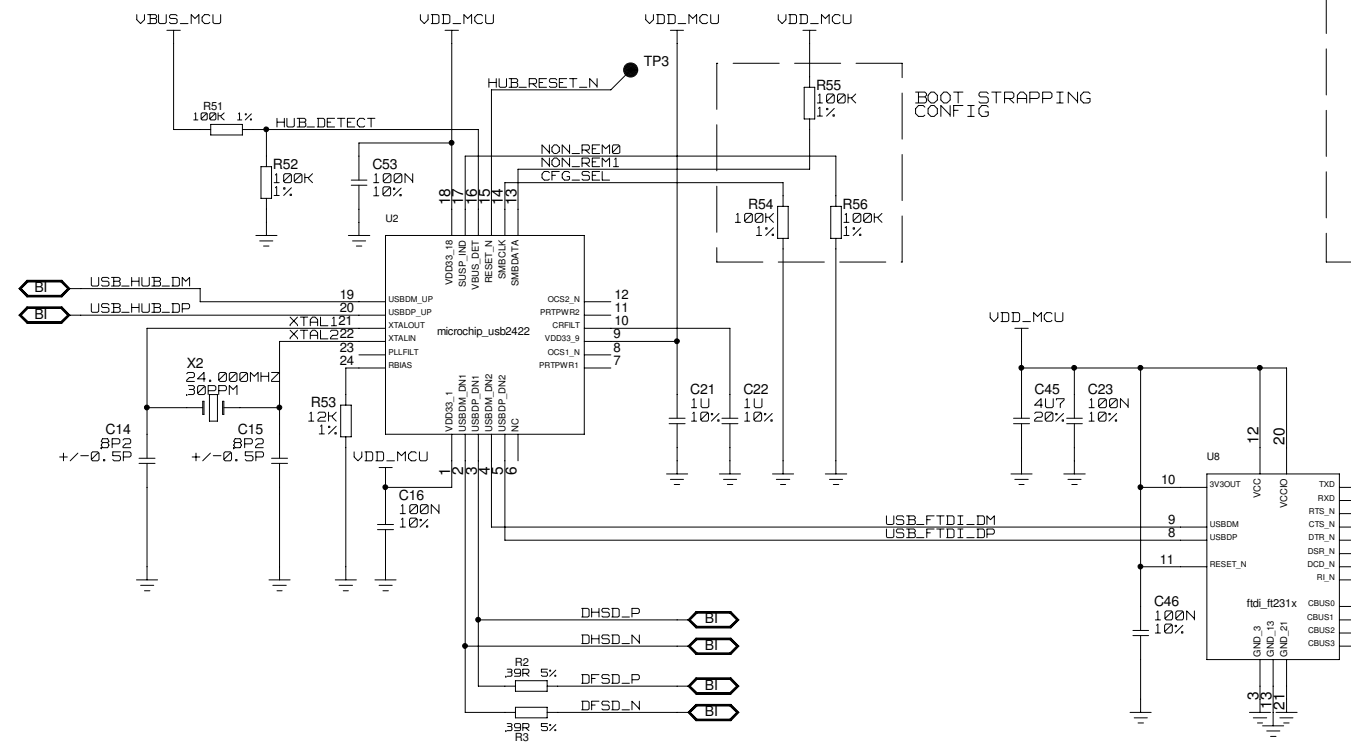 VBUS_MCU
VDD_MCU
VDD_MCU
VDD_MCU
TP3
HUB_RESET_N
R55
100K
1%
BOOT STRAPPING
CONFIG
R51
100K 1%
HUB_DETECT
R52
100K
1%
C53
100N
10%
NON_REM0
NON_REM1
CFG_SEL
18
17
16
15
14
13
R54
100K
1%
R56
100K
1%
U2
VDD33_18
SUSP_IND
VBUS_DET
RESET_N
SMBCLK
SMBDATA
BI
USB_HUB_DM
BI
USB_HUB_DP
XTAL1
XTAL2
19
20
21
22
23
24
USBDM_UP
USBDP_UP
XTALOUT
XTALIN
PLLFILT
RBIAS
microchip_usb2422
OCS2_N
PRTPWR2
CRFILT
VDD33_9
OCS1_N
PRTPWR1
12
11
10
9
8
7
VDD33_1
USBDM_DN1
USBDP_DN1
USBDM_DN2
USBDP_DN2
NC
1
2
3
4
5
6
X2
24.000MHZ
30PPM
C14
8P2
+/-0.5P
C15
8P2
+/-0.5P
R53
12K
1%
VDD_MCU
C16
100N
10%
C21
1U
10%
C22
1U
10%
VDD_MCU
C45
4U7
20%
C23
100N
10%
12
20
U8
10
3V3OUT
VCC
VCCIO
USB_FTDI_DM
9
USBDM
USB_FTDI_DP
8
USBDP
11
RESET_N
TXD
RXD
RTS_N
CTS_N
DTR_N
DSR_N
DCD_N
RI_N
ftdi_ft231x
CBUS0
CBUS1
CBUS2
CBUS3
GND_3
GND_13
GND_21
3
13
21
C46
100N
10%
DHSD_P
BI
DHSD_N
BI
R2
39R 5%
DFSD_P
BI
DFSD_N
BI
39R 5%
R3